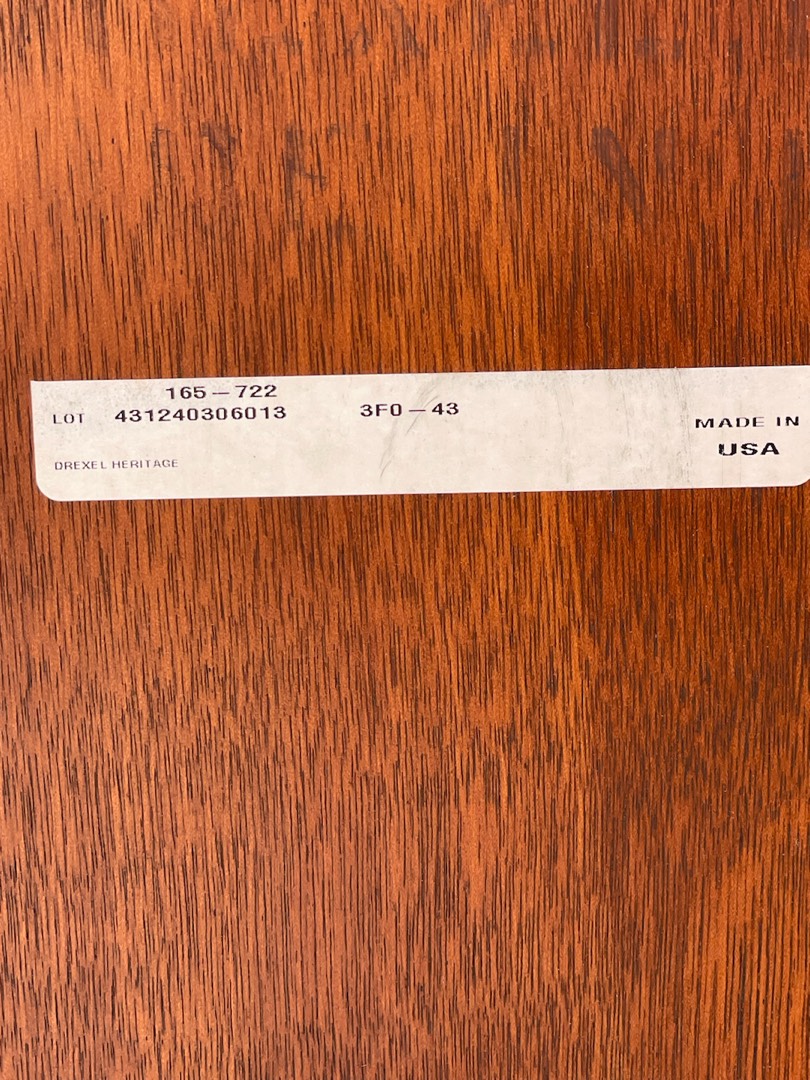 165-722
LOT 431240306013 3F0-43
MADE IN
USA
DREXEL HERITAGE